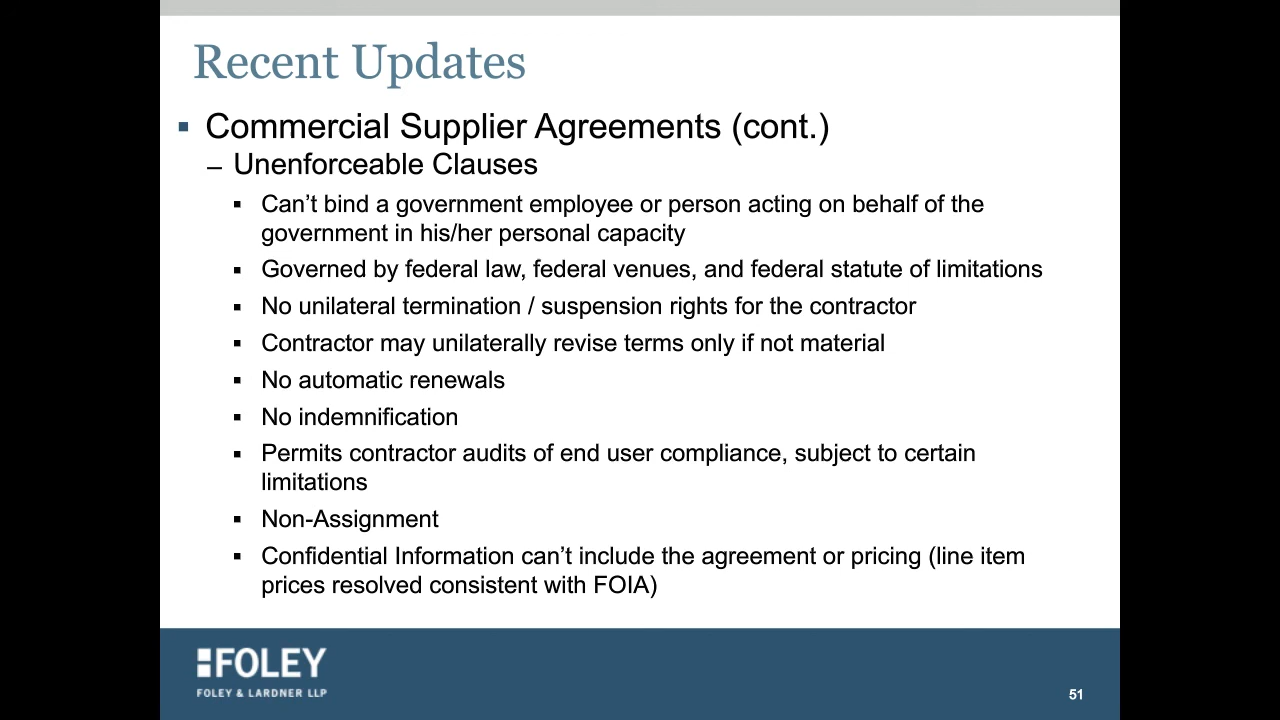 Recent Updates
▪ Commercial Supplier Agreements (cont.)
– Unenforceable Clauses
▪ Can’t bind a government employee or person acting on behalf of the
government in his/her personal capacity
▪ Governed by federal law, federal venues, and federal statute of limitations
▪ No unilateral termination / suspension rights for the contractor
▪ Contractor may unilaterally revise terms only if not material
▪ No automatic renewals
▪ No indemnification
▪ Permits contractor audits of end user compliance, subject to certain
limitations
▪ Non-Assignment
▪ Confidential Information can’t include the agreement or pricing (line item
prices resolved consistent with FOIA)
FOLEY
FOLEY & LARDNER LLP
51